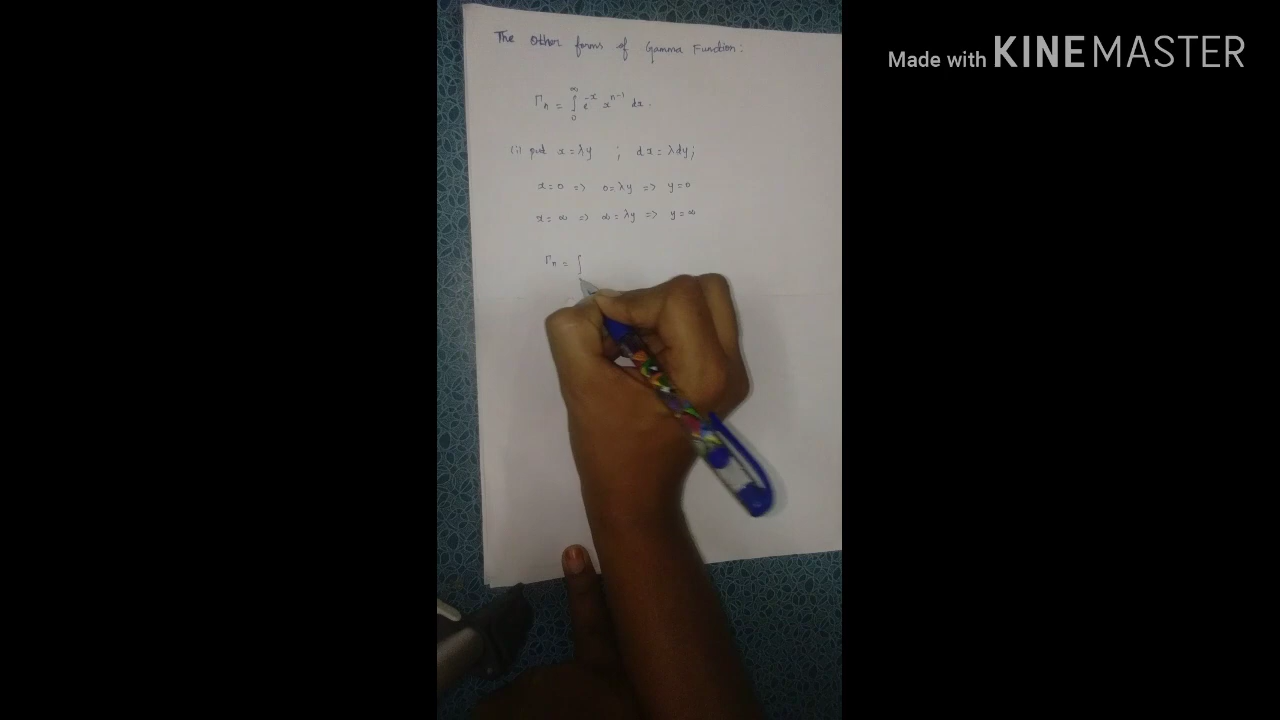 The Other forms of Gamma Function:
Made with KINEMASTER
Γn = ∫₀^∞ e^-x x^n-1 dx.
(i) put x = λy ; dx = λdy;
x = 0 => 0 = λy => y = 0
x = ∞ => ∞ = λy => y = ∞
Γn = ∫